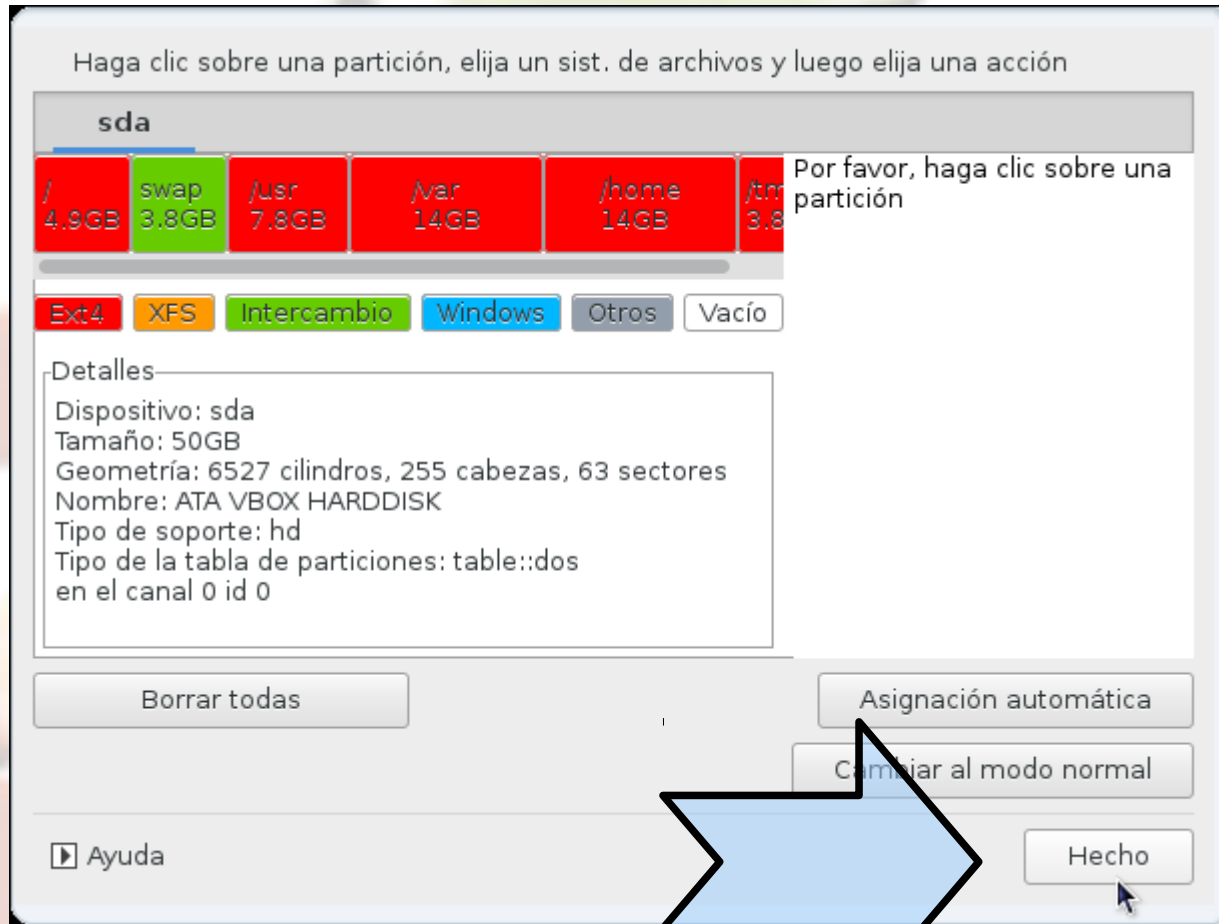 Haga clic sobre una partición, elija un sist. de archivos y luego elija una acción
sda
/ swap /usr /var /home /tm
4.9GB 3.8GB 7.8GB 14GB 14GB 3.8
Por favor, haga clic sobre una
partición
Ext4 XFS Intercambio Windows Otros Vacío
Detalles
Dispositivo: sda
Tamaño: 50GB
Geometría: 6527 cilindros, 255 cabezas, 63 sectores
Nombre: ATA VBOX HARDDISK
Tipo de soporte: hd
Tipo de la tabla de particiones: table::dos
en el canal 0 id 0
Borrar todas
Asignación automática
Cambiar al modo normal
Ayuda
Hecho